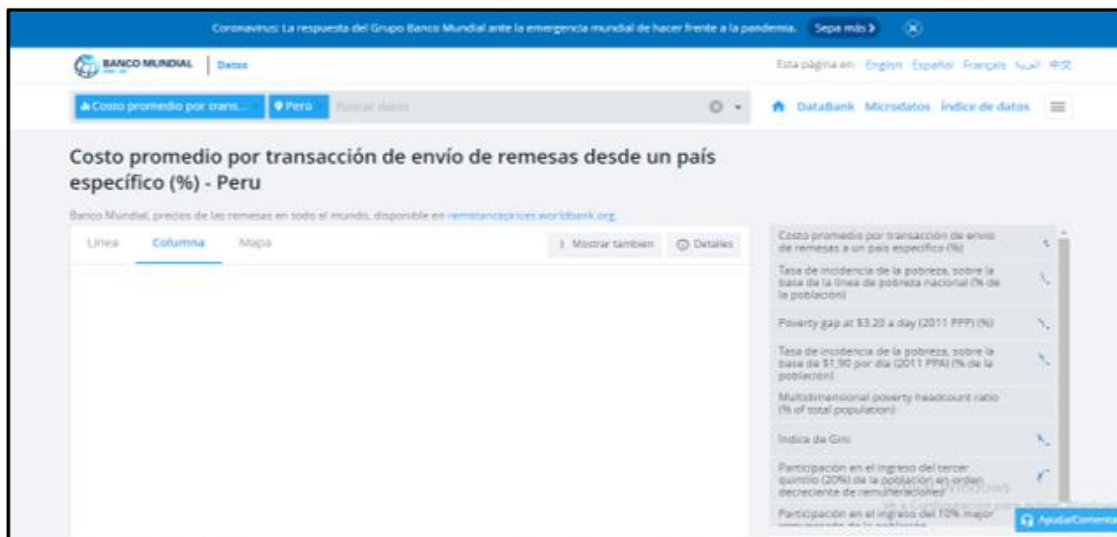 Coronavirus: La respuesta del Grupo Banco Mundial ante la emergencia mundial de hacer frente a la pandemia. Sepa más
BANCO MUNDIAL Datos
Esta página en: English Español Français العربية 中文
Costo promedio por trans... Perú Buscar datos
DataBank Microdatos Índice de datos
Costo promedio por transacción de envío de remesas desde un país
específico (%) - Peru
Banco Mundial, precios de las remesas en todo el mundo, disponible en remittanceprices.worldbank.org.
Línea Columna Mapa Mostrar tambien Detalles
Costo promedio por transacción de envío
de remesas a un país específico (%)
Tasa de incidencia de la pobreza, sobre la
base de la línea de pobreza nacional (% de
la población)
Poverty gap at $3.20 a day (2011 PPP) (%)
Tasa de incidencia de la pobreza, sobre la
base de $1,90 por día (2011 PPA) (% de la
población)
Multidimensional poverty headcount ratio
(% of total population)
Índice de Gini
Participación en el ingreso del tercer
quintilo (20%) de la población en orden
decreciente de remuneraciones
Participación en el ingreso del 10% mejor
remunerado de la población
Ayuda/Comenta